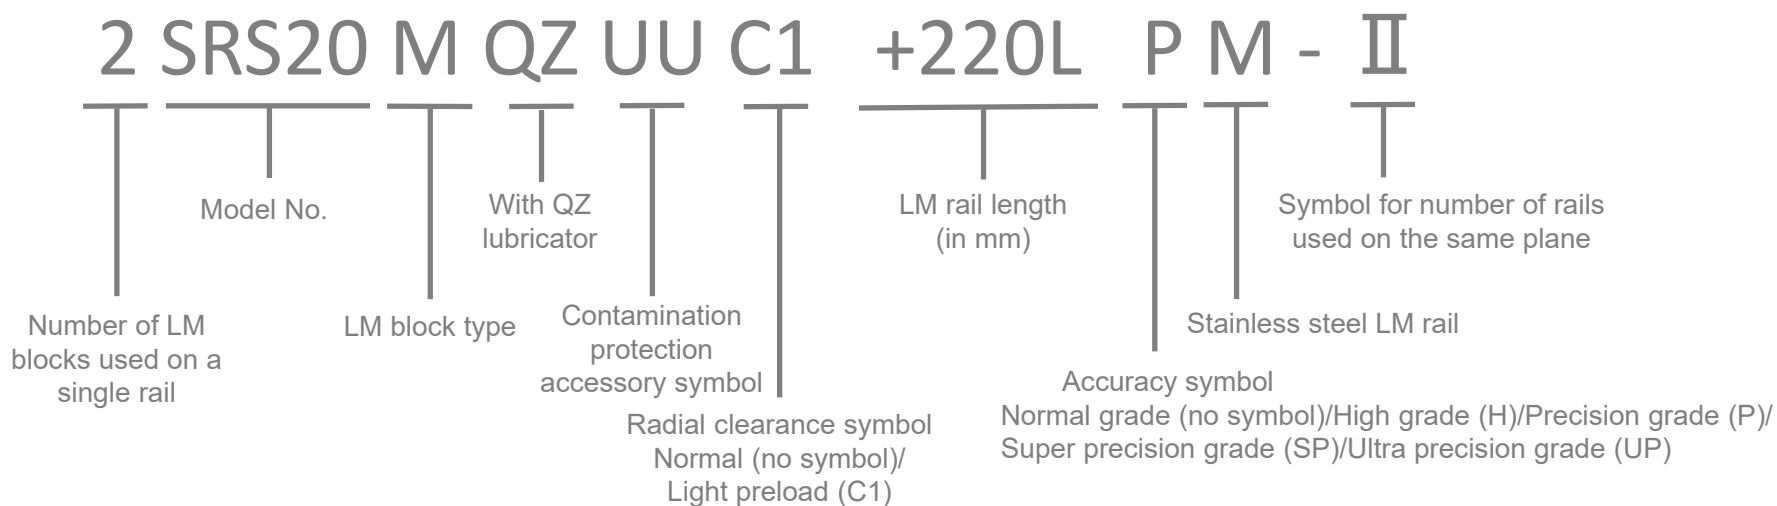 2 SRS20 M QZ UU C1 +220L P M - Ⅱ
Model No.
With QZ
lubricator
LM rail length
(in mm)
Symbol for number of rails
used on the same plane
Number of LM
blocks used on a
single rail
LM block type
Contamination
protection
accessory symbol
Stainless steel LM rail
Radial clearance symbol
Normal (no symbol)/
Light preload (C1)
Accuracy symbol
Normal grade (no symbol)/High grade (H)/Precision grade (P)/
Super precision grade (SP)/Ultra precision grade (UP)